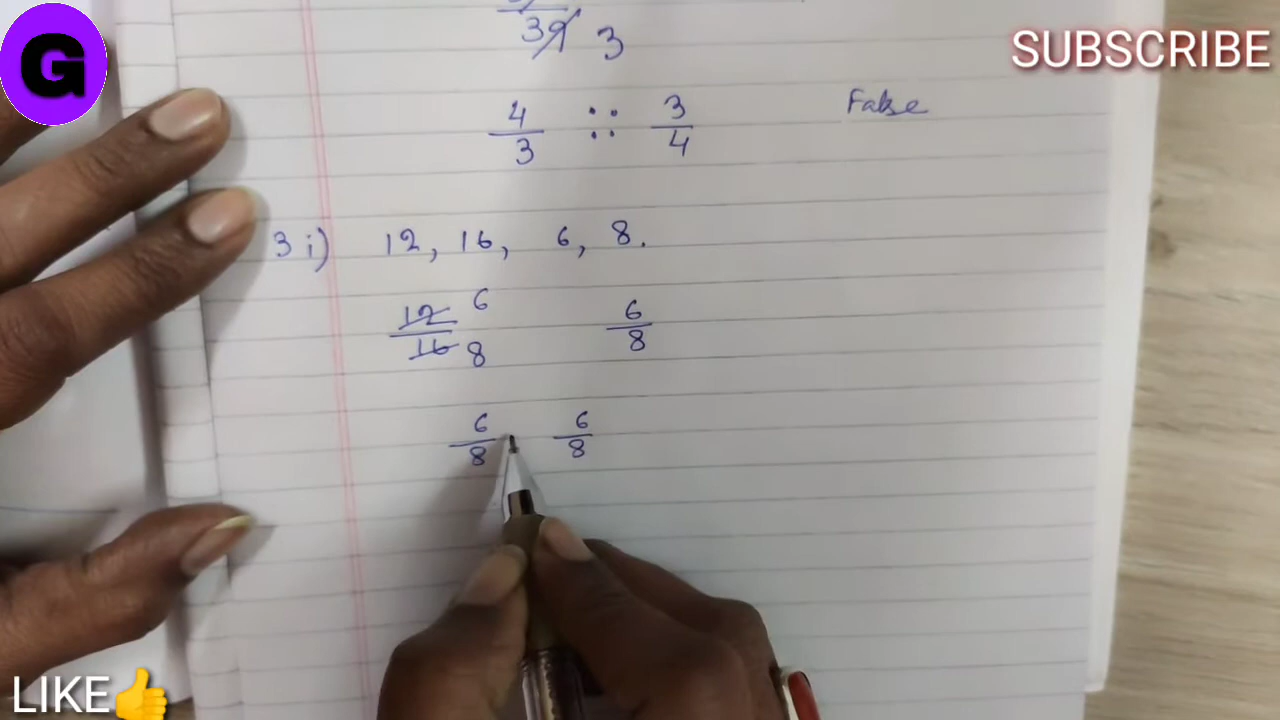 G
SUBSCRIBE
39 3
4/3 :: 3/4 False
3 i) 12, 16, 6, 8.
12/16 6/8 6/8
6/8 6/8
LIKE👍